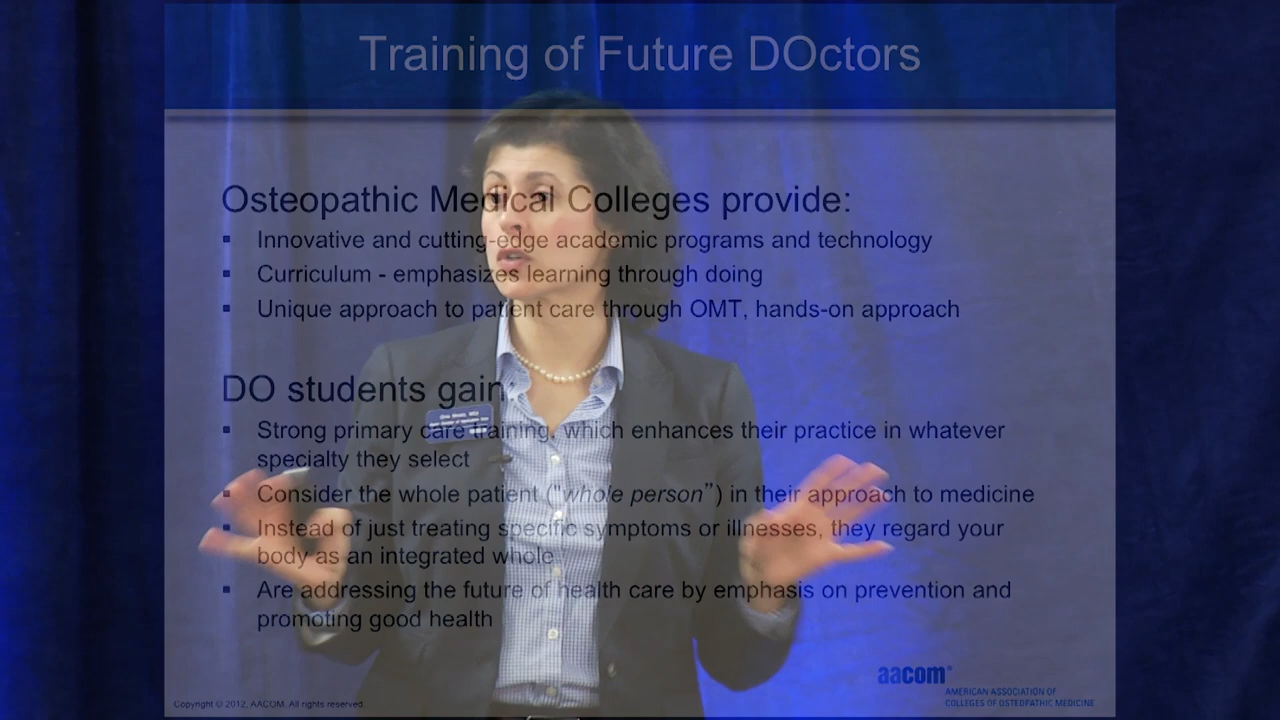 Training of Future DOctors
Osteopathic Medical Colleges provide:
▪ Innovative and cutting-edge academic programs and technology
▪ Curriculum - emphasizes learning through doing
▪ Unique approach to patient care through OMT, hands-on approach
DO students gain:
▪ Strong primary care training, which enhances their practice in whatever
specialty they select
▪ Consider the whole patient ("whole person”) in their approach to medicine
▪ Instead of just treating specific symptoms or illnesses, they regard your
body as an integrated whole
▪ Are addressing the future of health care by emphasis on prevention and
promoting good health
aacom®
AMERICAN ASSOCIATION OF
COLLEGES OF OSTEOPATHIC MEDICINE
Copyright © 2012, AACOM. All rights reserved.